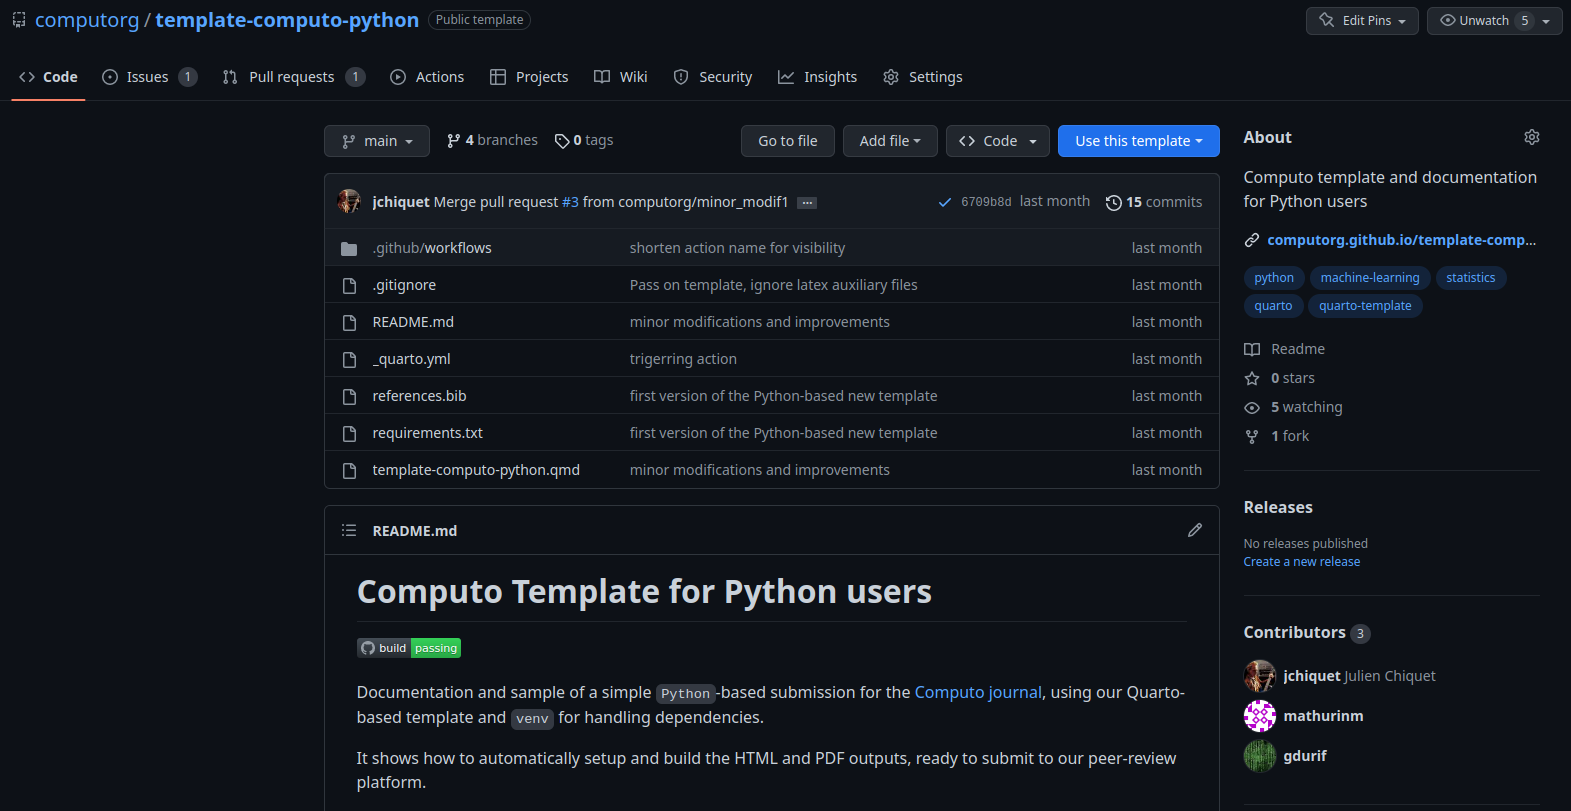 computorg / template-computo-python Public template Edit Pins Unwatch 5
Code Issues 1 Pull requests 1 Actions Projects Wiki Security Insights Settings
main 4 branches 0 tags Go to file Add file Code Use this template
jchiquet Merge pull request #3 from computorg/minor_modif1 ... 6709b8d last month 15 commits
.github/workflows shorten action name for visibility last month
.gitignore Pass on template, ignore latex auxiliary files last month
README.md minor modifications and improvements last month
_quarto.yml trigerring action last month
references.bib first version of the Python-based new template last month
requirements.txt first version of the Python-based new template last month
template-computo-python.qmd minor modifications and improvements last month
README.md
Computo Template for Python users
build passing
Documentation and sample of a simple Python-based submission for the Computo journal, using our Quarto-
based template and venv for handling dependencies.
It shows how to automatically setup and build the HTML and PDF outputs, ready to submit to our peer-review
platform.
About
Computo template and documentation
for Python users
computorg.github.io/template-comp...
python machine-learning statistics
quarto quarto-template
Readme
0 stars
5 watching
1 fork
Releases
No releases published
Create a new release
Contributors 3
jchiquet Julien Chiquet
mathurinm
gdurif